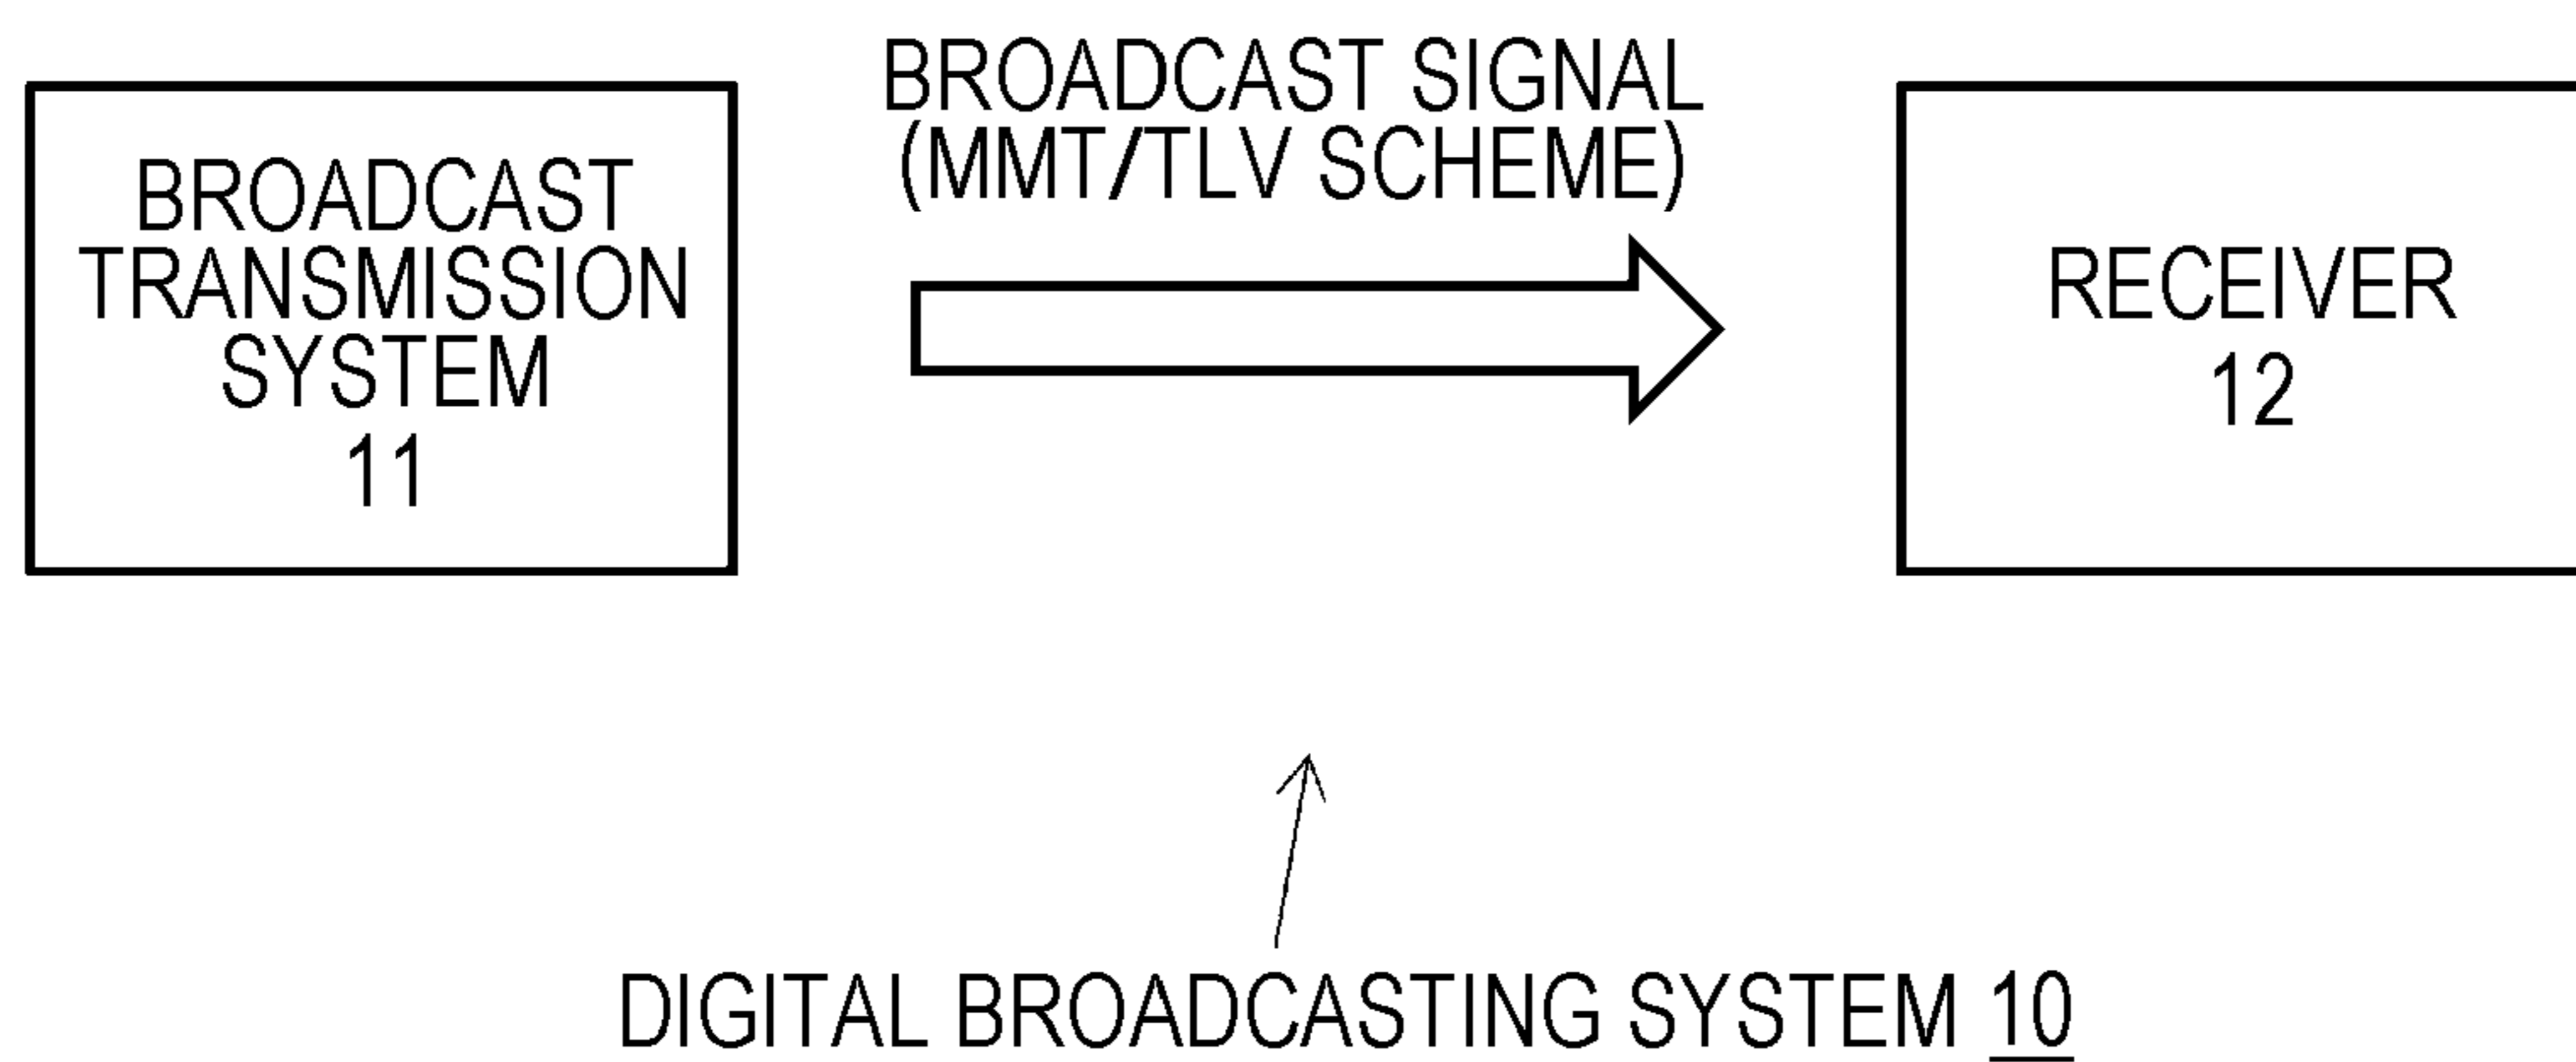 BROADCAST
TRANSMISSION
SYSTEM
11
BROADCAST SIGNAL
(MMT/TLV SCHEME)
RECEIVER
12
DIGITAL BROADCASTING SYSTEM 10